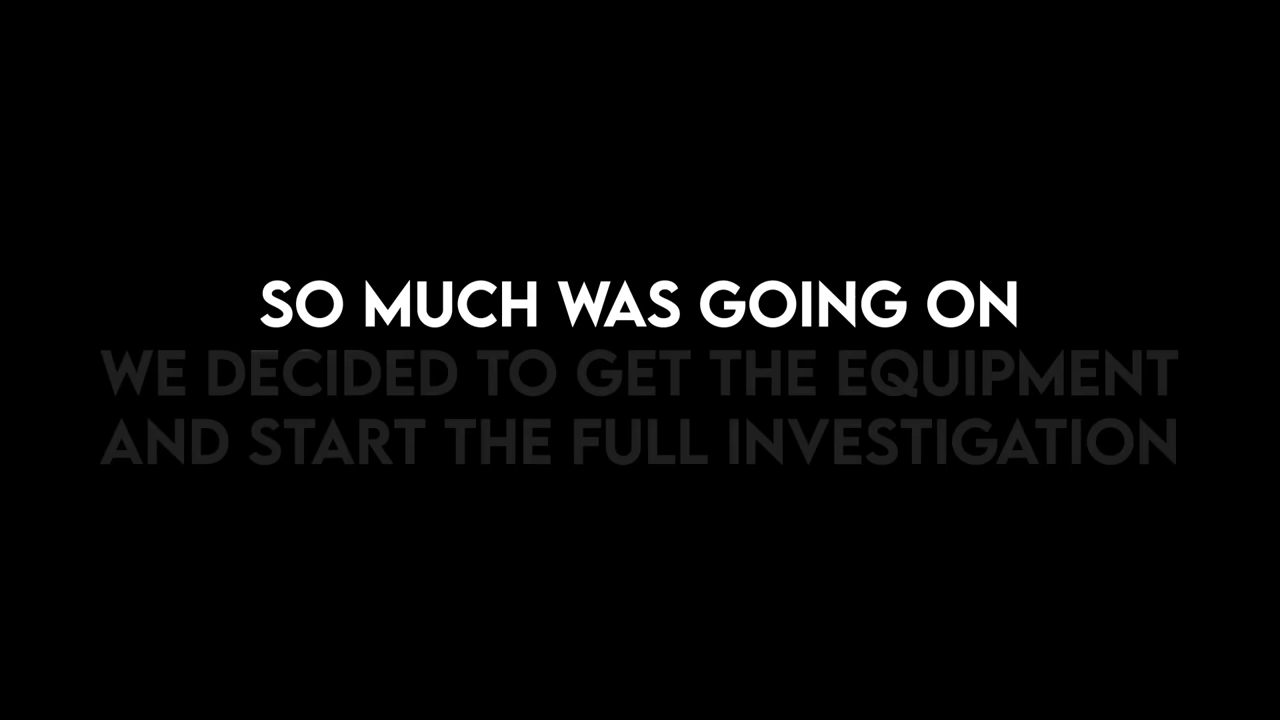 SO MUCH WAS GOING ON
WE DECIDED TO GET THE EQUIPMENT
AND START THE FULL INVESTIGATION